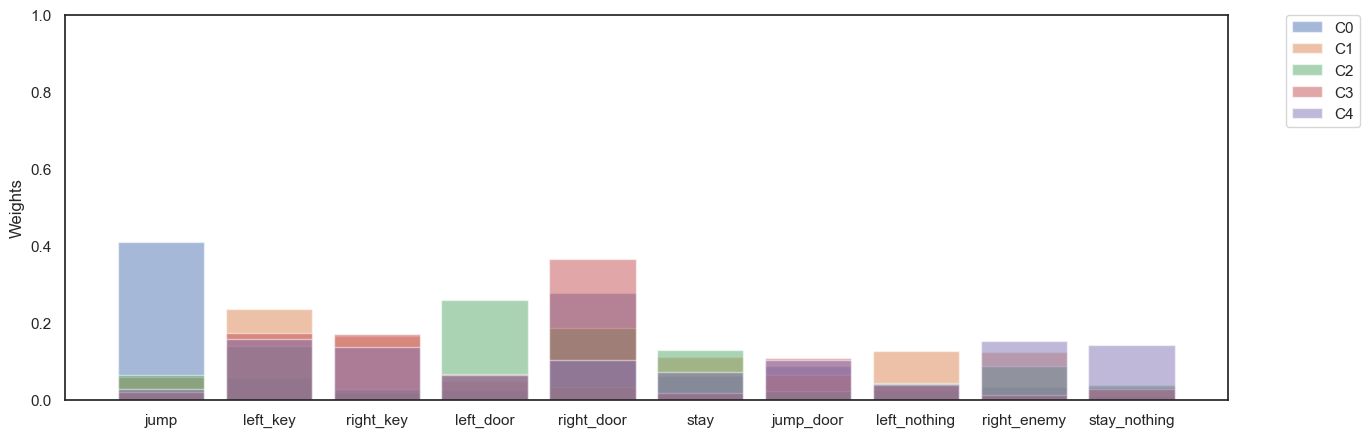 1.0
0.8
0.6
0.4
0.2
0.0
Weights
jump left_key right_key left_door right_door stay jump_door left_nothing right_enemy stay_nothing
C0
C1
C2
C3
C4